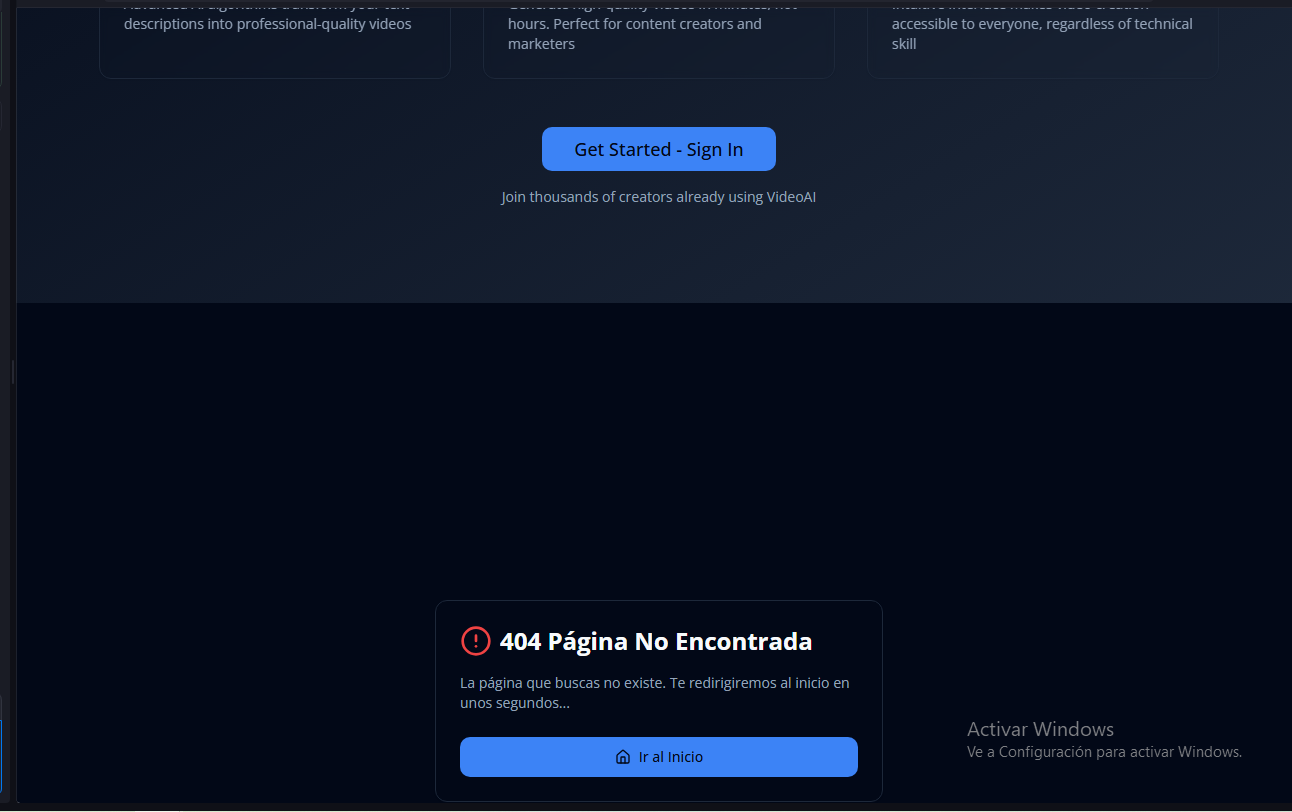 descriptions into professional-quality videos
hours. Perfect for content creators and
marketers
accessible to everyone, regardless of technical
skill
Get Started - Sign In
Join thousands of creators already using VideoAI
404 Página No Encontrada
La página que buscas no existe. Te redirigiremos al inicio en
unos segundos...
Ir al Inicio
Activar Windows
Ve a Configuración para activar Windows.